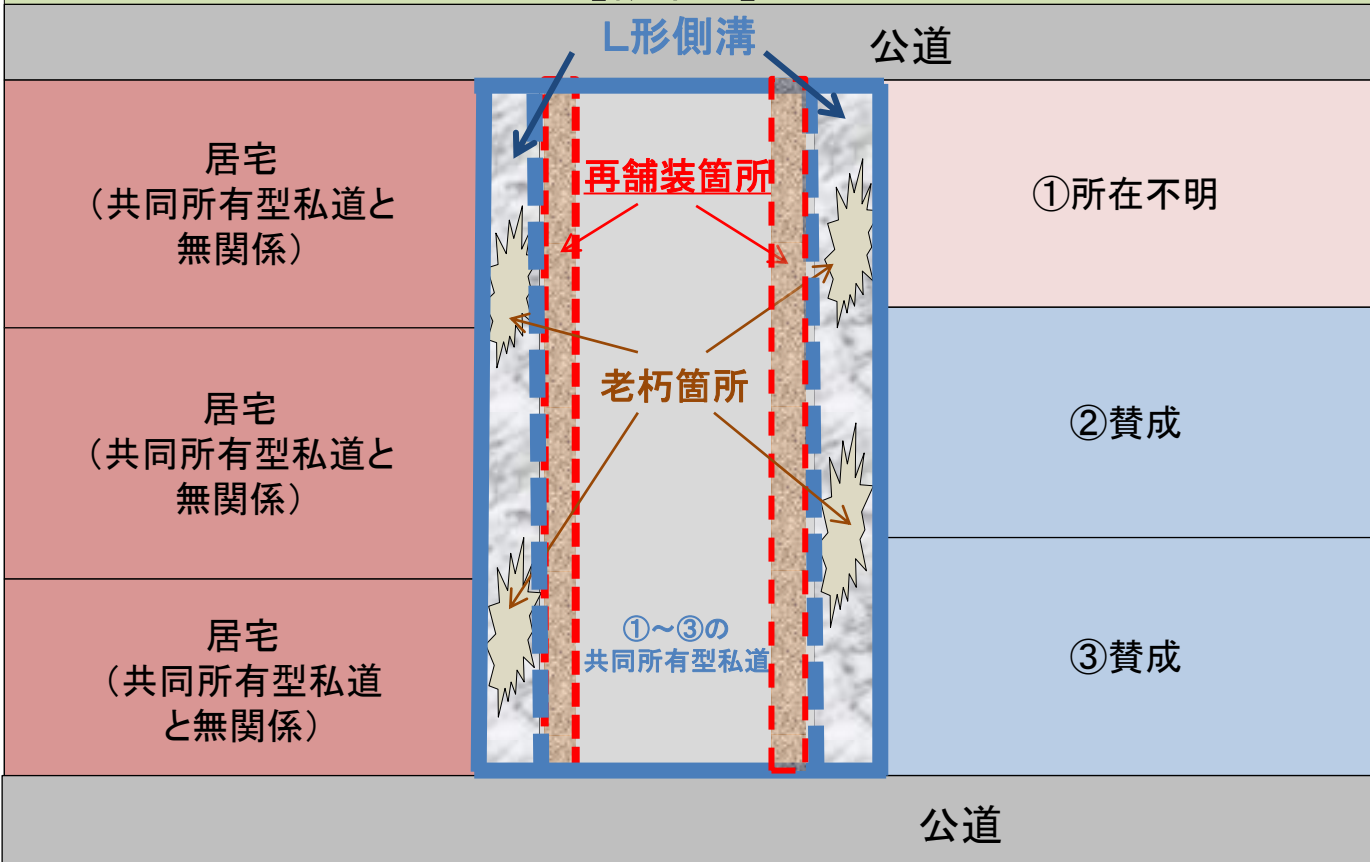 公道
L形側溝
居宅
（共同所有型私道と
無関係）
再舗装箇所
①所在不明
居宅
（共同所有型私道と
無関係）
老朽箇所
②賛成
居宅
（共同所有型私道
と無関係）
①～③の
共同所有型私道
③賛成
公道